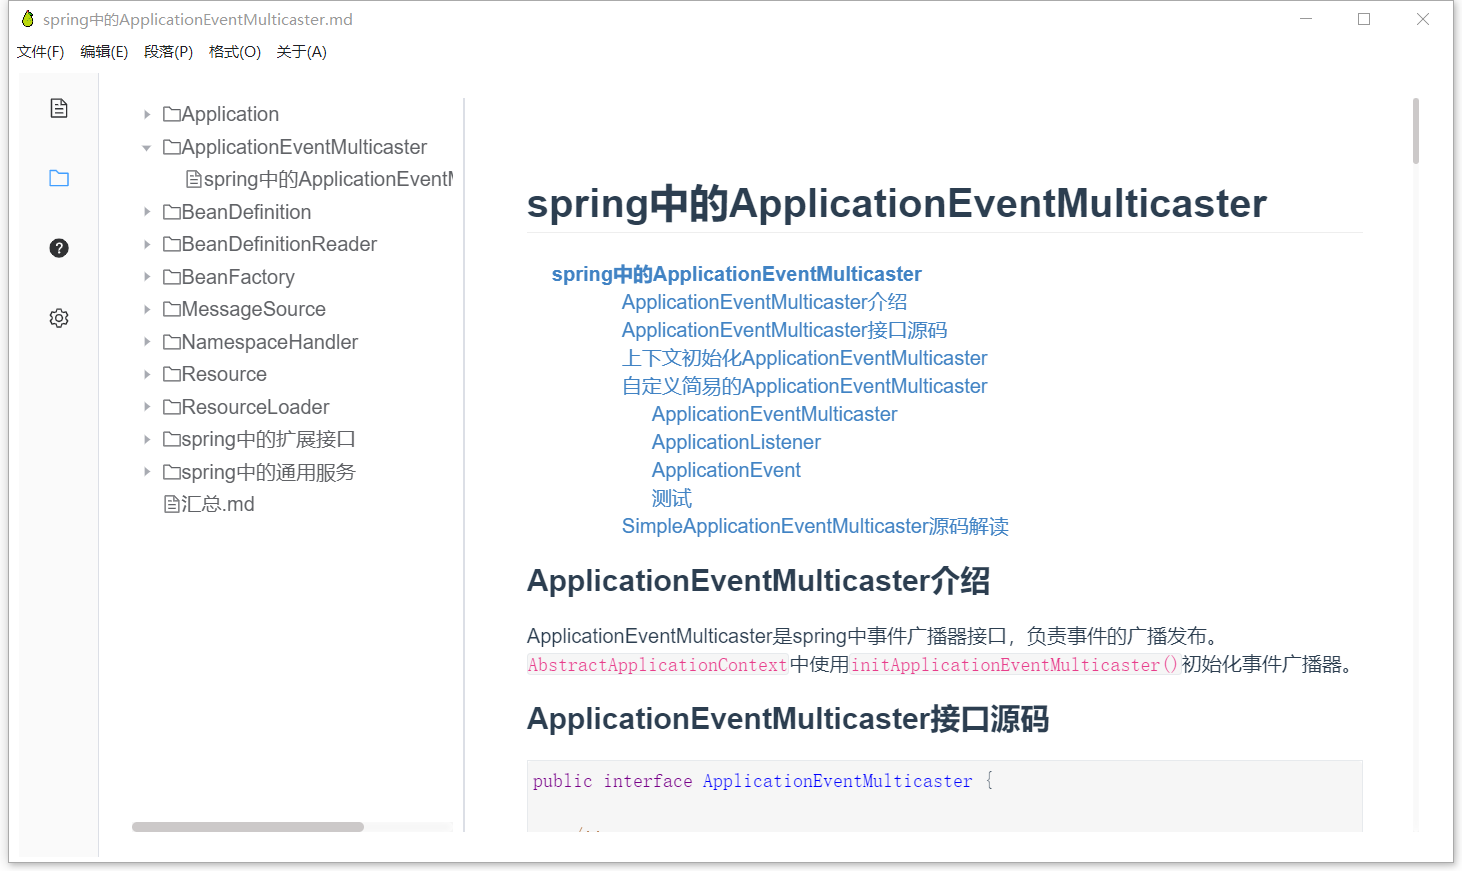 spring中的ApplicationEventMulticaster.md
文件(F) 编辑(E) 段落(P) 格式(O) 关于(A)
Application
ApplicationEventMulticaster
spring中的ApplicationEvent
BeanDefinition
BeanDefinitionReader
BeanFactory
MessageSource
NamespaceHandler
Resource
ResourceLoader
spring中的扩展接口
spring中的通用服务
汇总.md
spring中的ApplicationEventMulticaster
spring中的ApplicationEventMulticaster
ApplicationEventMulticaster介绍
ApplicationEventMulticaster接口源码
上下文初始化ApplicationEventMulticaster
自定义简易的ApplicationEventMulticaster
ApplicationEventMulticaster
ApplicationListener
ApplicationEvent
测试
SimpleApplicationEventMulticaster源码解读
ApplicationEventMulticaster介绍
ApplicationEventMulticaster是spring中事件广播器接口，负责事件的广播发布。
AbstractApplicationContext中使用initApplicationEventMulticaster()初始化事件广播器。
ApplicationEventMulticaster接口源码
public interface ApplicationEventMulticaster {